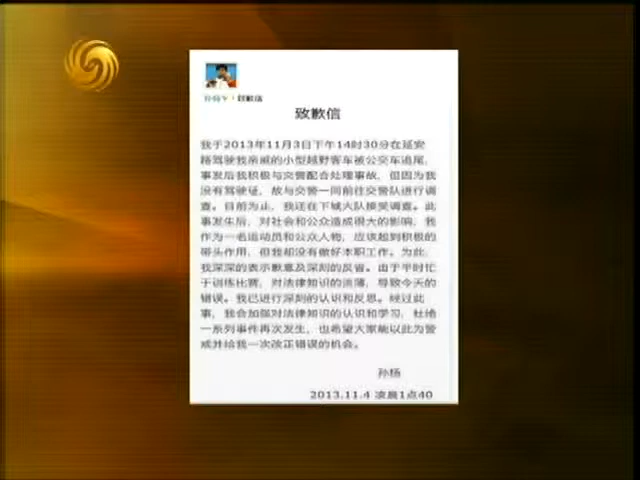 致歉信
致歉信
我于2013年11月3日下午14时30分在延安
路驾驶我亲戚的小型越野客车被公交车追尾，
事发后我积极与交警配合处理事故，但因为我
没有驾驶证，故与交警一同前往交警队进行调
查。目前为止，我还在下城大队接受调查。此
事发生后，对社会和公众造成很大的影响，我
作为一名运动员和公众人物，应该起到积极的
带头作用，但我却没有做好本职工作。为此，
我深深的表示歉意及深刻的反省。由于平时忙
于训练比赛，对法律知识的淡薄，导致今天的
错误。我已进行深刻的认识和反思。经过此
事，我会加强对法律知识的认识和学习，杜绝
一系列事件再次发生，也希望大家能以此为警
戒并给我一次改正错误的机会。
孙杨
2013.11.4 凌晨1点40